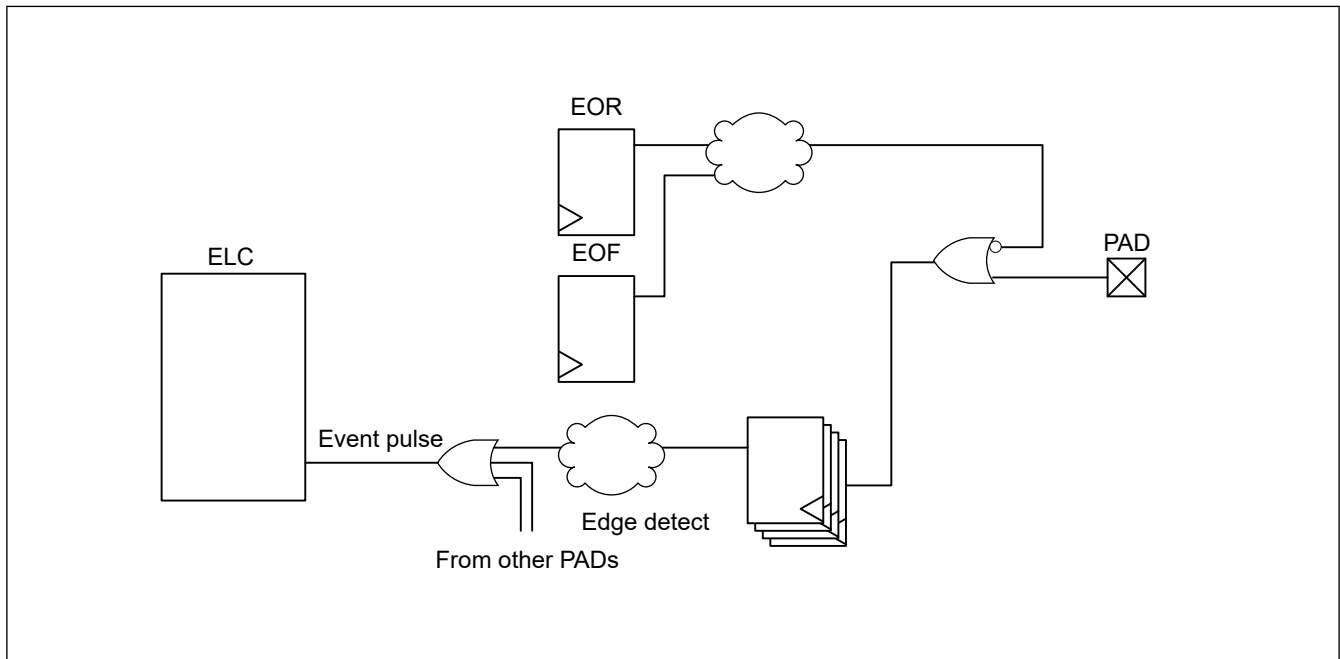 EOR
EOF
PAD
ELC
Event pulse
Edge detect
From other PADs